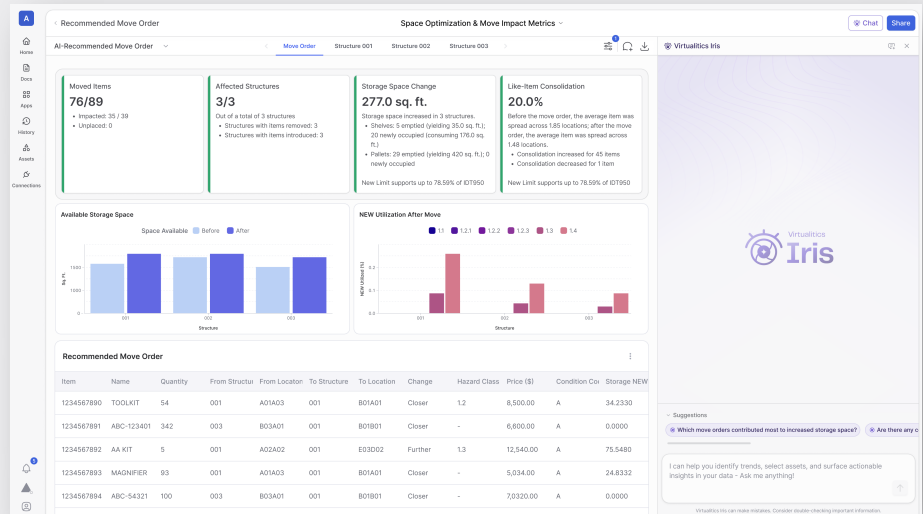 A
Home
Docs
Apps
History
Assets
Connections
1
Recommended Move Order
Space Optimization & Move Impact Metrics
Chat
Share
AI-Recommended Move Order
Move Order
Structure 001
Structure 002
Structure 003
1
Moved Items
76/89
• Impacted: 35 / 39
• Unplaced: 0
Affected Structures
3/3
Out of a total of 3 structures
• Structures with items removed: 3
• Structures with items introduced: 3
Storage Space Change
277.0 sq. ft.
Storage space increased in 3 structures.
• Shelves: 5 emptied (yielding 35.0 sq. ft.);
20 newly occupied (consuming 176.0 sq.
ft.)
• Pallets: 29 emptied (yielding 420 sq. ft.); 0
newly occupied
New Limit supports up to 78.59% of IDT950
Like-Item Consolidation
20.0%
Before the move order, the average item was
spread across 1.85 locations; after the move
order, the average item was spread across
1.48 locations.
• Consolidation increased for 45 items
• Consolidation decreased for 1 item
New Limit supports up to 78.59% of IDT950
Available Storage Space
Space Available Before After
Sq. Ft.
1000
0
001 002 003
Structure
NEW Utilization After Move
1.1 1.2.1 1.2.2 1.2.3 1.3 1.4
NEW Utilized (%)
0.2
0.1
0.0
001 002 003
Structure
Recommended Move Order
Item Name Quantity From Structu From Locator To Structure To Location Change Hazard Class Price ($) Condition Co Storage NEW
1234567890 TOOLKIT 54 001 A01A03 001 B01A01 Closer 1.2 8,500.00 A 34.2330
1234567891 ABC-123401 342 003 B03A01 001 B01B01 Closer - 6,600.00 A 0.0000
1234567892 AA KIT 5 001 A02A02 001 E03D02 Further 1.3 12,540.00 A 75.5480
1234567893 MAGNIFIER 93 001 A01A03 001 B01A01 Closer - 5,034.00 A 24.8332
1234567894 ABC-54321 100 003 B03A01 001 B01B01 Closer - 7,0320.00 A 0.0000
Virtualitics Iris
Virtualitics
Iris
Suggestions
Which move orders contributed most to increased storage space?
Are there any c
I can help you identify trends, select assets, and surface actionable
insights in your data - Ask me anything!
Virtualitics Iris can make mistakes. Consider double-checking important information.